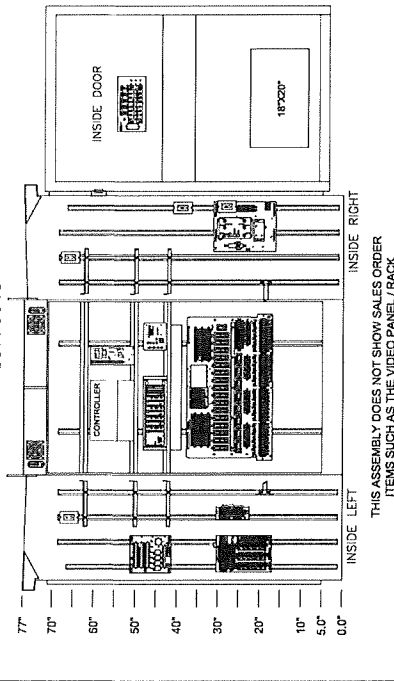 INSIDE DOOR
18"X20"
CONTROLLER
77"
70"
60"
50"
40"
30"
20"
10"
5.0"
0.0"
INSIDE LEFT
INSIDE RIGHT
THIS ASSEMBLY DOES NOT SHOW SALES ORDER
ITEMS SUCH AS THE VIDEO PANEL / RACK